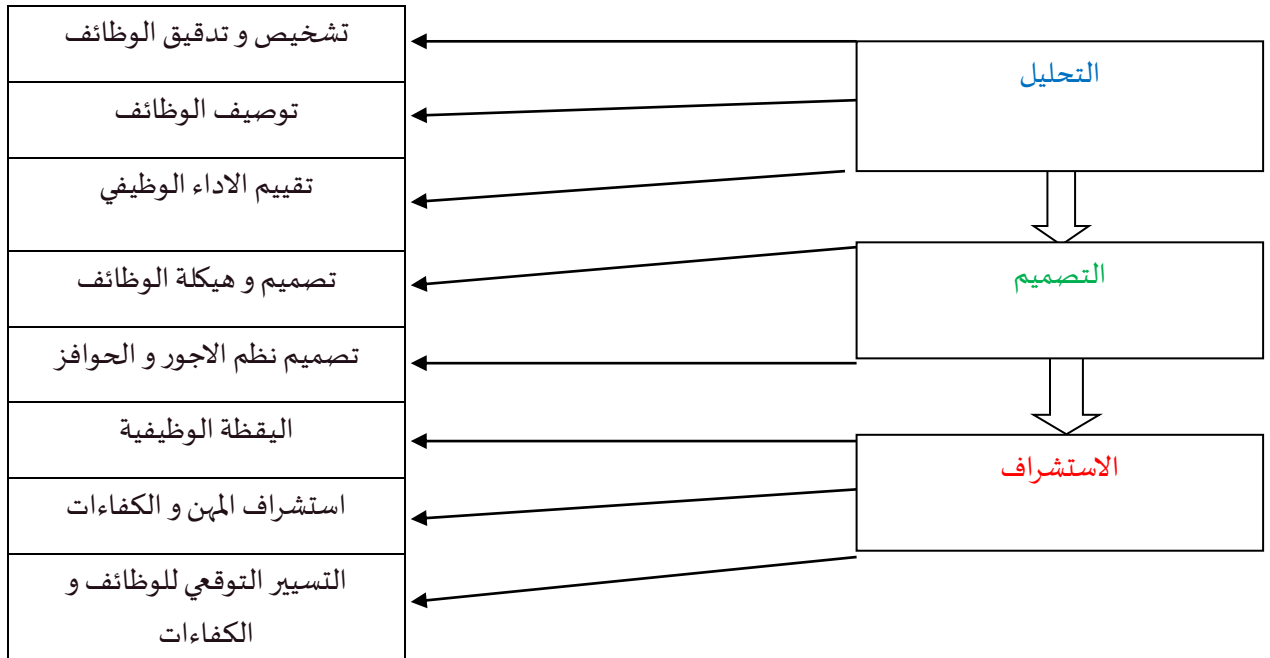 التحليل
التصميم
الاستشراف
تشخيص و تدقيق الوظائف
توصيف الوظائف
تقييم الاداء الوظيفي
تصميم و هيكلة الوظائف
تصميم نظم الاجور و الحوافز
اليقظة الوظيفية
استشراف المهن و الكفاءات
التسيير التوقعي للوظائف و
الكفاءات